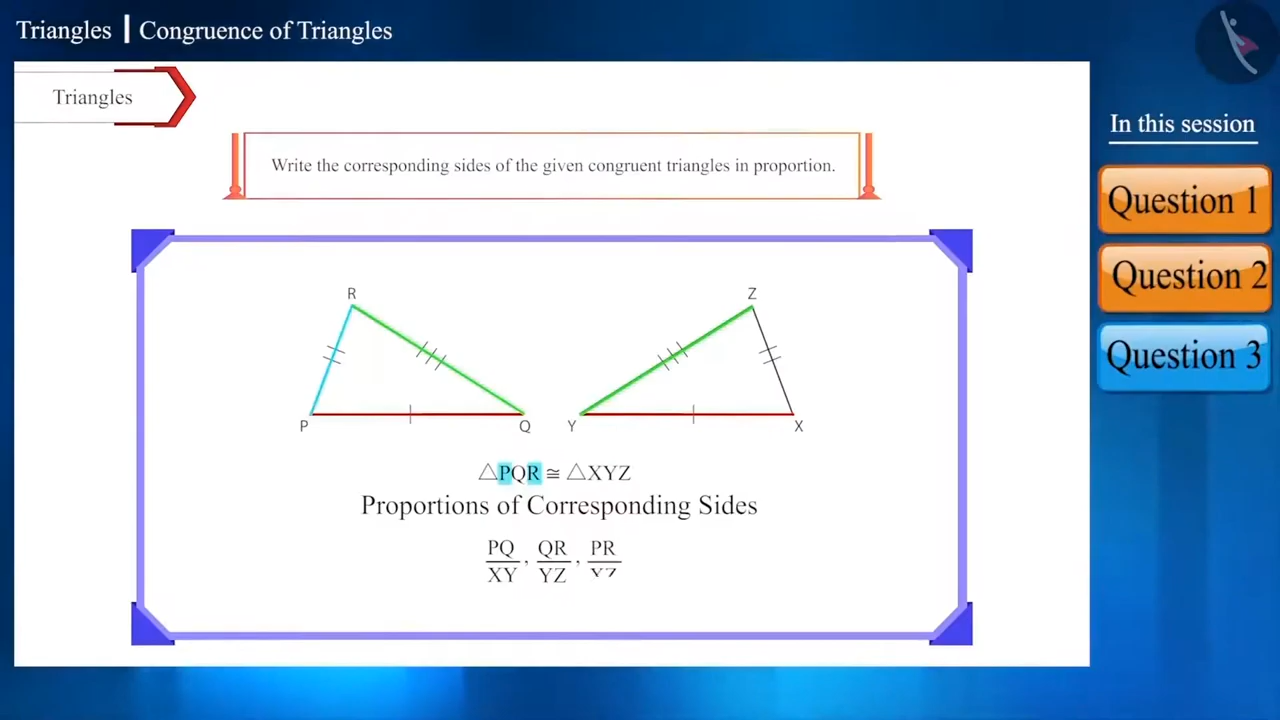 Triangles | Congruence of Triangles
Triangles
In this session
Write the corresponding sides of the given congruent triangles in proportion.
Question 1
Question 2
Question 3
R
Z
P
Q
Y
X
△PQR ≅ △XYZ
Proportions of Corresponding Sides
PQ/XY, QR/YZ, PR/